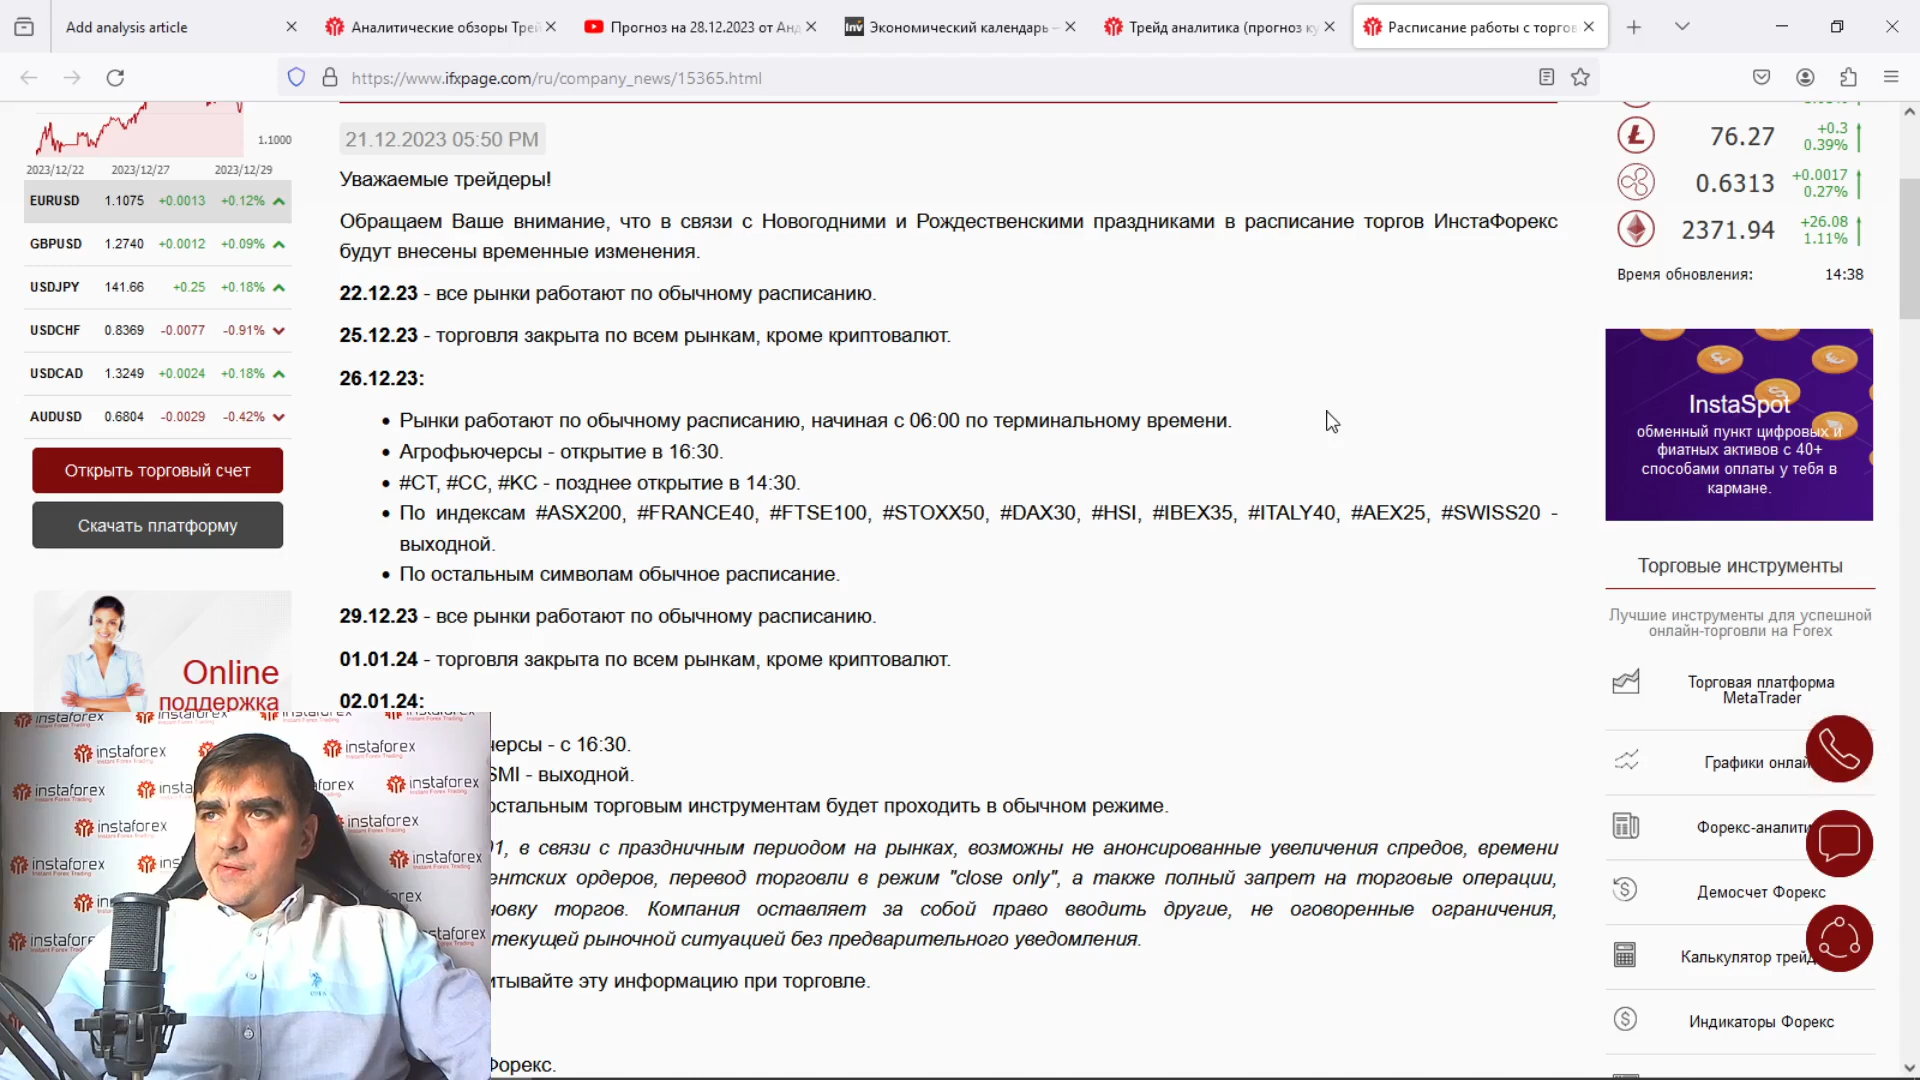 Add analysis article
Аналитические обзоры Трей
Прогноз на 28.12.2023 от Анд
Экономический календарь –
Трейд аналитика (прогноз ку
Расписание работы с торгов
https://www.ifxpage.com/ru/company_news/15365.html
1.1000
2023/12/22 2023/12/27 2023/12/29
EURUSD 1.1075 +0.0013 +0.12%
GBPUSD 1.2740 +0.0012 +0.09%
USDJPY 141.66 +0.25 +0.18%
USDCHF 0.8369 -0.0077 -0.91%
USDCAD 1.3249 +0.0024 +0.18%
AUDUSD 0.6804 -0.0029 -0.42%
Открыть торговый счет
Скачать платформу
Online
поддержка
21.12.2023 05:50 PM
Уважаемые трейдеры!
Обращаем Ваше внимание, что в связи с Новогодними и Рождественскими праздниками в расписание торгов ИнстаФорекс
будут внесены временные изменения.
22.12.23 - все рынки работают по обычному расписанию.
25.12.23 - торговля закрыта по всем рынкам, кроме криптовалют.
26.12.23:
Рынки работают по обычному расписанию, начиная с 06:00 по терминальному времени.
Агрофьючерсы - открытие в 16:30.
#CT, #CC, #KC - позднее открытие в 14:30.
По индексам #ASX200, #FRANCE40, #FTSE100, #STOXX50, #DAX30, #HSI, #IBEX35, #ITALY40, #AEX25, #SWISS20 -
выходной.
По остальным символам обычное расписание.
29.12.23 - все рынки работают по обычному расписанию.
01.01.24 - торговля закрыта по всем рынкам, кроме криптовалют.
02.01.24:
ерсы - с 16:30.
SMI - выходной.
остальным торговым инструментам будет проходить в обычном режиме.
01, в связи с праздничным периодом на рынках, возможны не анонсированные увеличения спредов, времени
ентских ордеров, перевод торговли в режим "close only", а также полный запрет на торговые операции,
новку торгов. Компания оставляет за собой право вводить другие, не оговоренные ограничения,
текущей рыночной ситуацией без предварительного уведомления.
итывайте эту информацию при торговле.
Форекс.
76.27 +0.3 0.39%
0.6313 +0.0017 0.27%
2371.94 +26.08 1.11%
Время обновления: 14:38
InstaSpot
обменный пункт цифровых и
фиатных активов с 40+
способами оплаты у тебя в
кармане.
Торговые инструменты
Лучшие инструменты для успешной
онлайн-торговли на Forex
Торговая платформа
MetaTrader
Графики онлай
Форекс-аналити
Демосчет Форекс
Калькулятор трейд
Индикаторы Форекс
instaforex
Instant Forex Trading